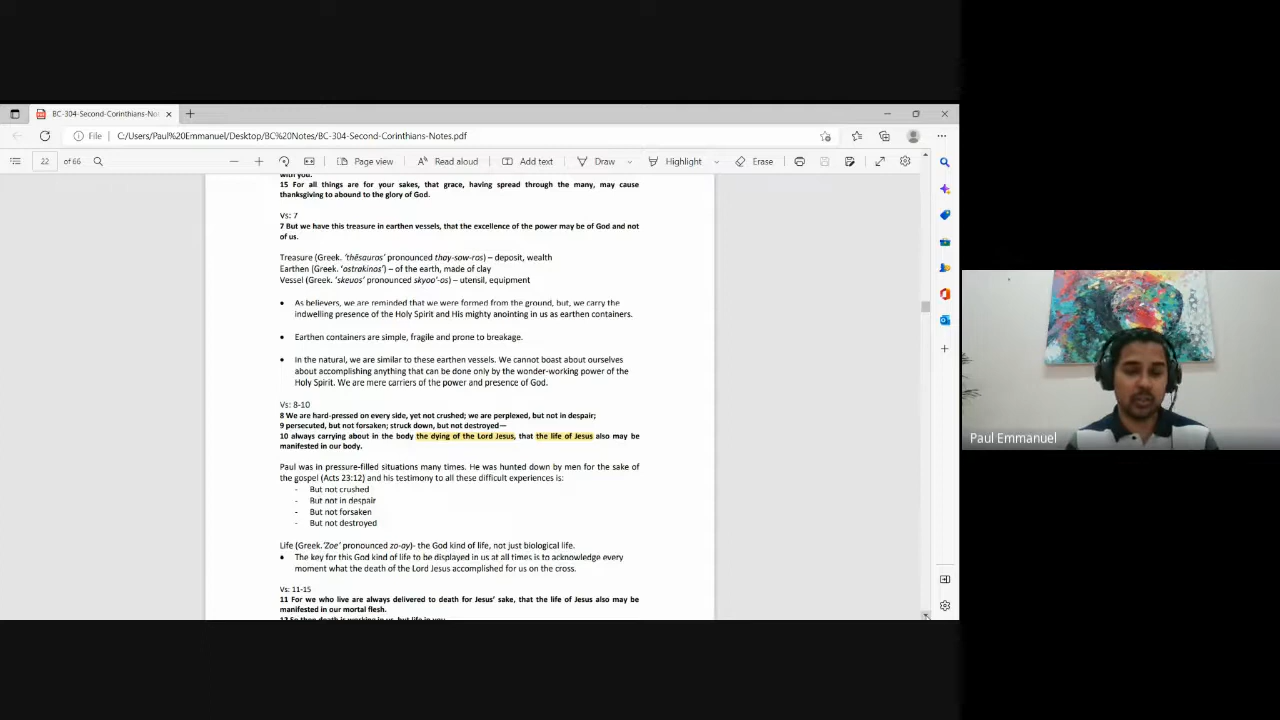 BC-304-Second-Corinthians-No
File
C:/Users/Paul%20Emmanuel/Desktop/BC%20Notes/BC-304-Second-Corinthians-Notes.pdf
22 of 66
Page view
Read aloud
Add text
Draw
Highlight
Erase
with you.
15 For all things are for your sakes, that grace, having spread through the many, may cause
thanksgiving to abound to the glory of God.
Vs: 7
7 But we have this treasure in earthen vessels, that the excellence of the power may be of God and not
of us.
Treasure (Greek. ‘thēsauros’ pronounced thay-sow-ros) – deposit, wealth
Earthen (Greek. ‘ostrakinos’) – of the earth, made of clay
Vessel (Greek. ‘skeuos’ pronounced skyoo'-os) – utensil, equipment
• As believers, we are reminded that we were formed from the ground, but, we carry the
indwelling presence of the Holy Spirit and His mighty anointing in us as earthen containers.
• Earthen containers are simple, fragile and prone to breakage.
• In the natural, we are similar to these earthen vessels. We cannot boast about ourselves
about accomplishing anything that can be done only by the wonder-working power of the
Holy Spirit. We are mere carriers of the power and presence of God.
Vs: 8-10
8 We are hard-pressed on every side, yet not crushed; we are perplexed, but not in despair;
9 persecuted, but not forsaken; struck down, but not destroyed—
10 always carrying about in the body the dying of the Lord Jesus, that the life of Jesus also may be
manifested in our body.
Paul was in pressure-filled situations many times. He was hunted down by men for the sake of
the gospel (Acts 23:12) and his testimony to all these difficult experiences is:
- But not crushed
- But not in despair
- But not forsaken
- But not destroyed
Life (Greek.‘Zoe’ pronounced zo-ay)- the God kind of life, not just biological life.
• The key for this God kind of life to be displayed in us at all times is to acknowledge every
moment what the death of the Lord Jesus accomplished for us on the cross.
Vs: 11-15
11 For we who live are always delivered to death for Jesus’ sake, that the life of Jesus also may be
manifested in our mortal flesh.
12 So then death is working in us, but life in you.
Paul Emmanuel